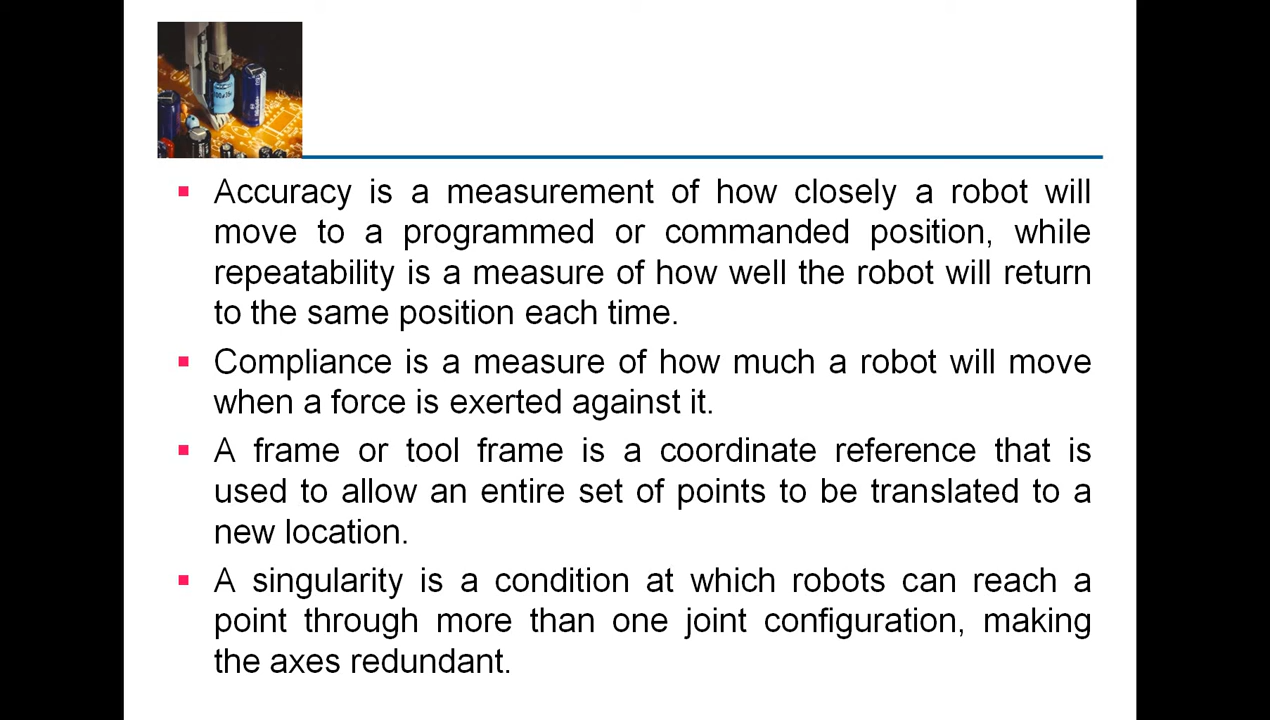 Accuracy is a measurement of how closely a robot will
move to a programmed or commanded position, while
repeatability is a measure of how well the robot will return
to the same position each time.
Compliance is a measure of how much a robot will move
when a force is exerted against it.
A frame or tool frame is a coordinate reference that is
used to allow an entire set of points to be translated to a
new location.
A singularity is a condition at which robots can reach a
point through more than one joint configuration, making
the axes redundant.